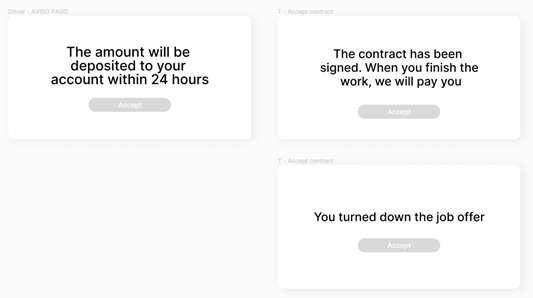 Driver - AVISO PAGO
The amount will be
deposited to your
account within 24 hours
Accept
T - Accept contract
The contract has been
signed. When you finish the
work, we will pay you
Accept
T - Accept contract
You turned down the job offer
Accept